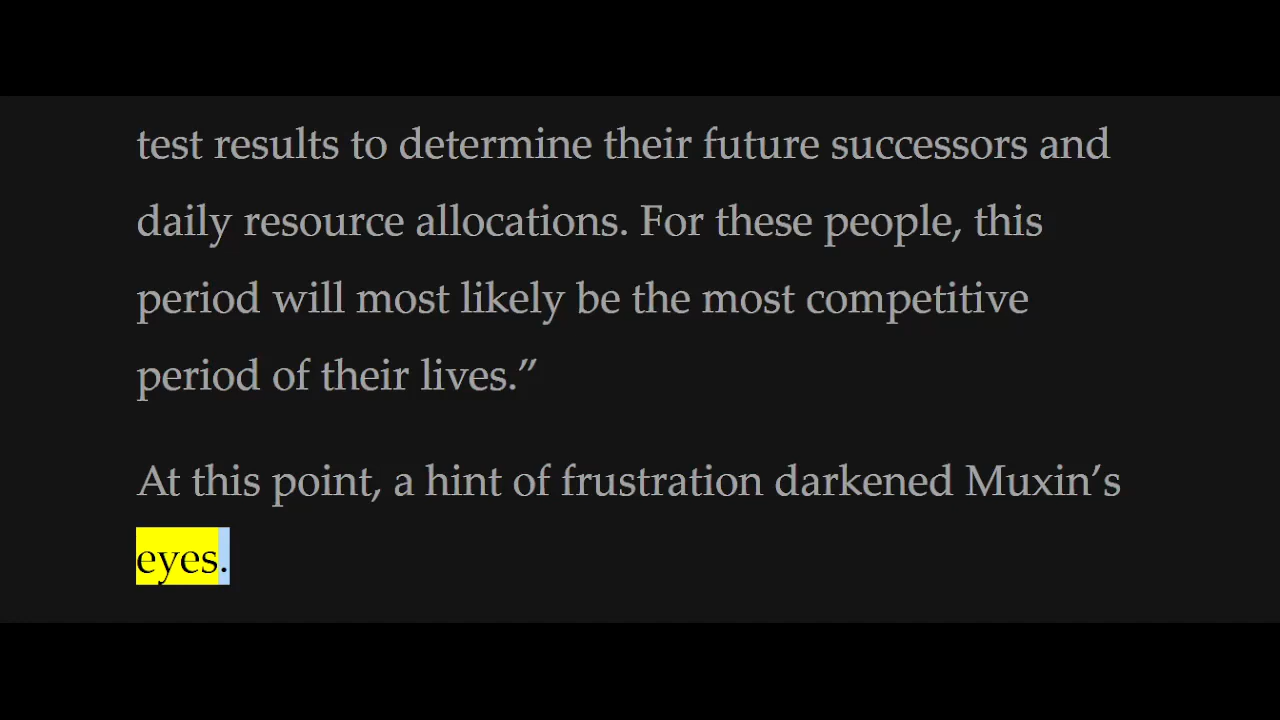 test results to determine their future successors and
daily resource allocations. For these people, this
period will most likely be the most competitive
period of their lives.”
At this point, a hint of frustration darkened Muxin’s
eyes.